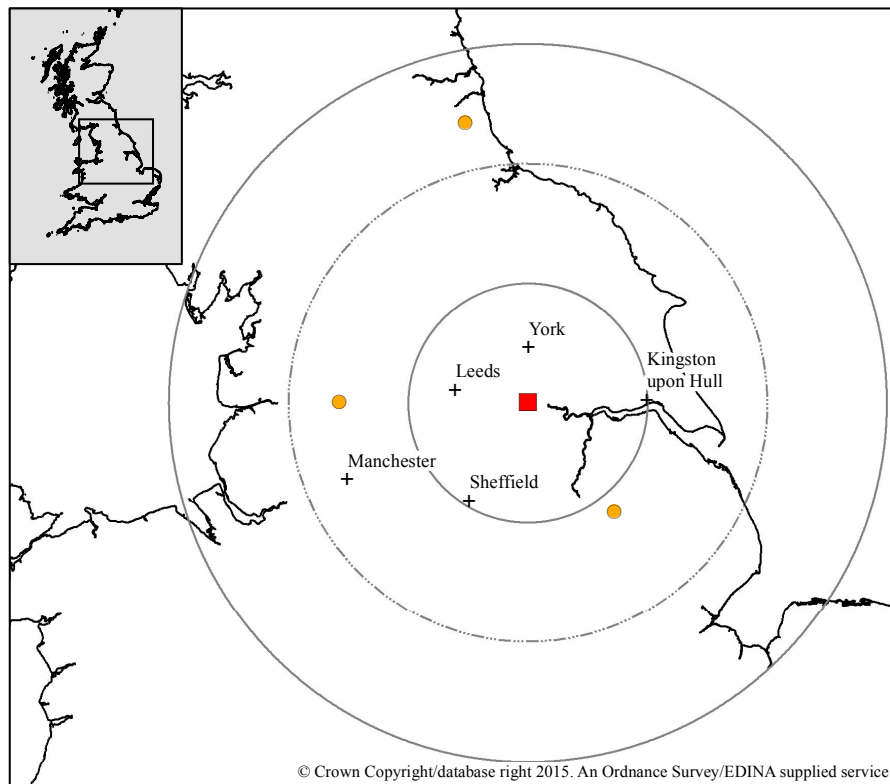 York
Leeds
Kingston
upon Hull
Manchester
Sheffield
© Crown Copyright/database right 2015. An Ordnance Survey/EDINA supplied service